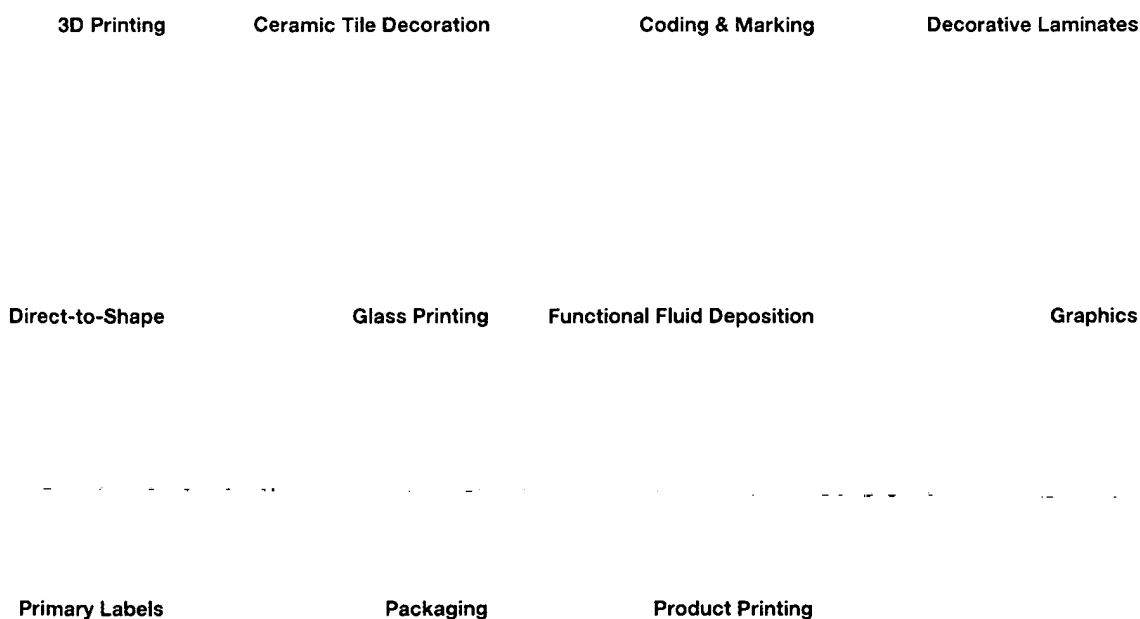 3D Printing Ceramic Tile Decoration Coding & Marking Decorative Laminates
Direct-to-Shape Glass Printing Functional Fluid Deposition Graphics
Primary Labels Packaging Product Printing